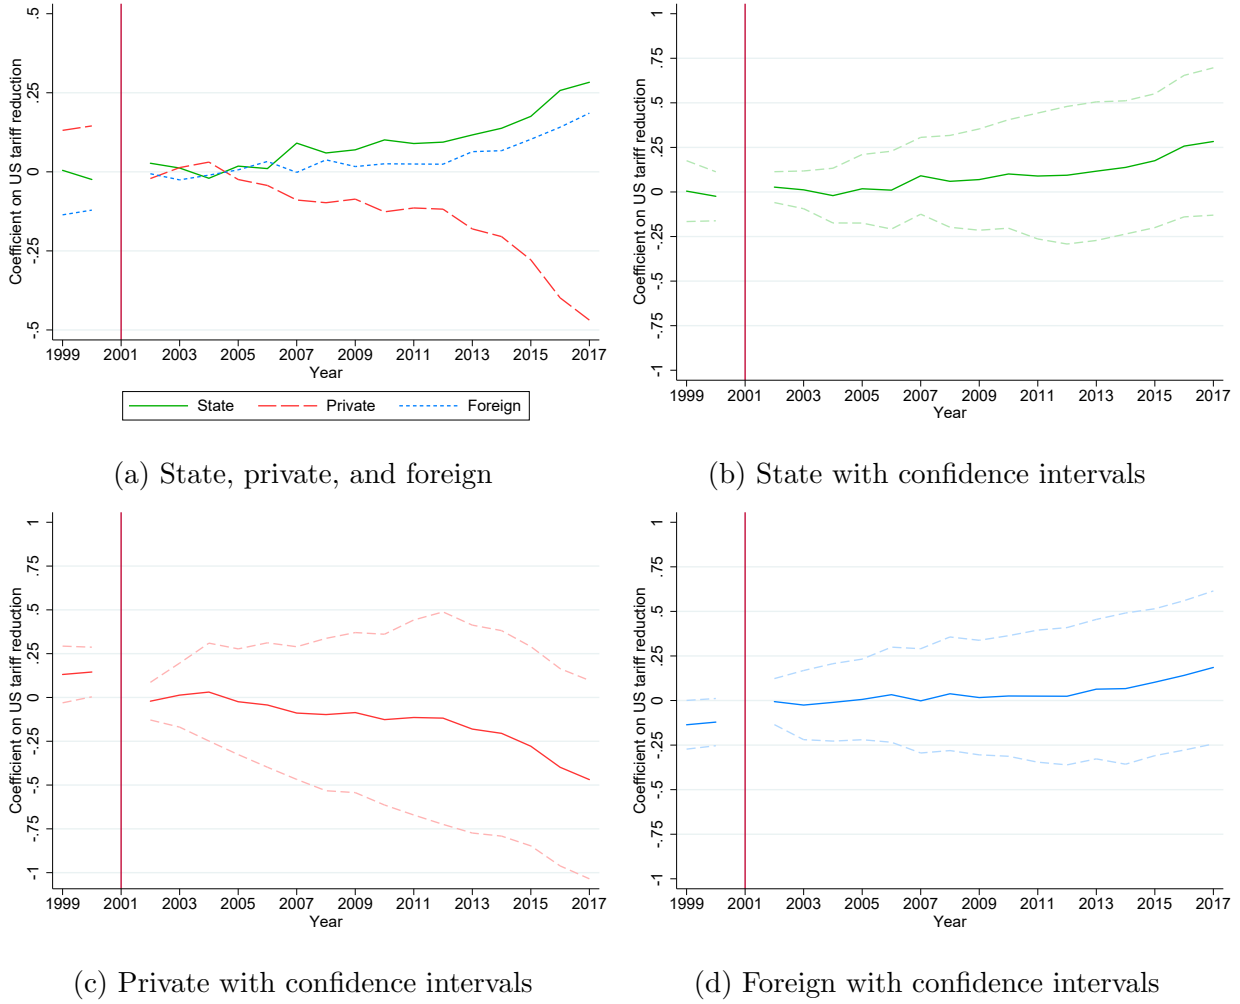 Coefficient on US tariff reduction
.5
.25
0
-.25
-.5
1999 2001 2003 2005 2007 2009 2011 2013 2015 2017
Year
State Private Foreign
(a) State, private, and foreign
Coefficient on US tariff reduction
1
.75
.5
.25
0
-.25
-.5
-.75
-1
1999 2001 2003 2005 2007 2009 2011 2013 2015 2017
Year
(b) State with confidence intervals
Coefficient on US tariff reduction
1
.75
.5
.25
0
-.25
-.5
-.75
-1
1999 2001 2003 2005 2007 2009 2011 2013 2015 2017
Year
(c) Private with confidence intervals
Coefficient on US tariff reduction
1
.75
.5
.25
0
-.25
-.5
-.75
-1
1999 2001 2003 2005 2007 2009 2011 2013 2015 2017
Year
(d) Foreign with confidence intervals